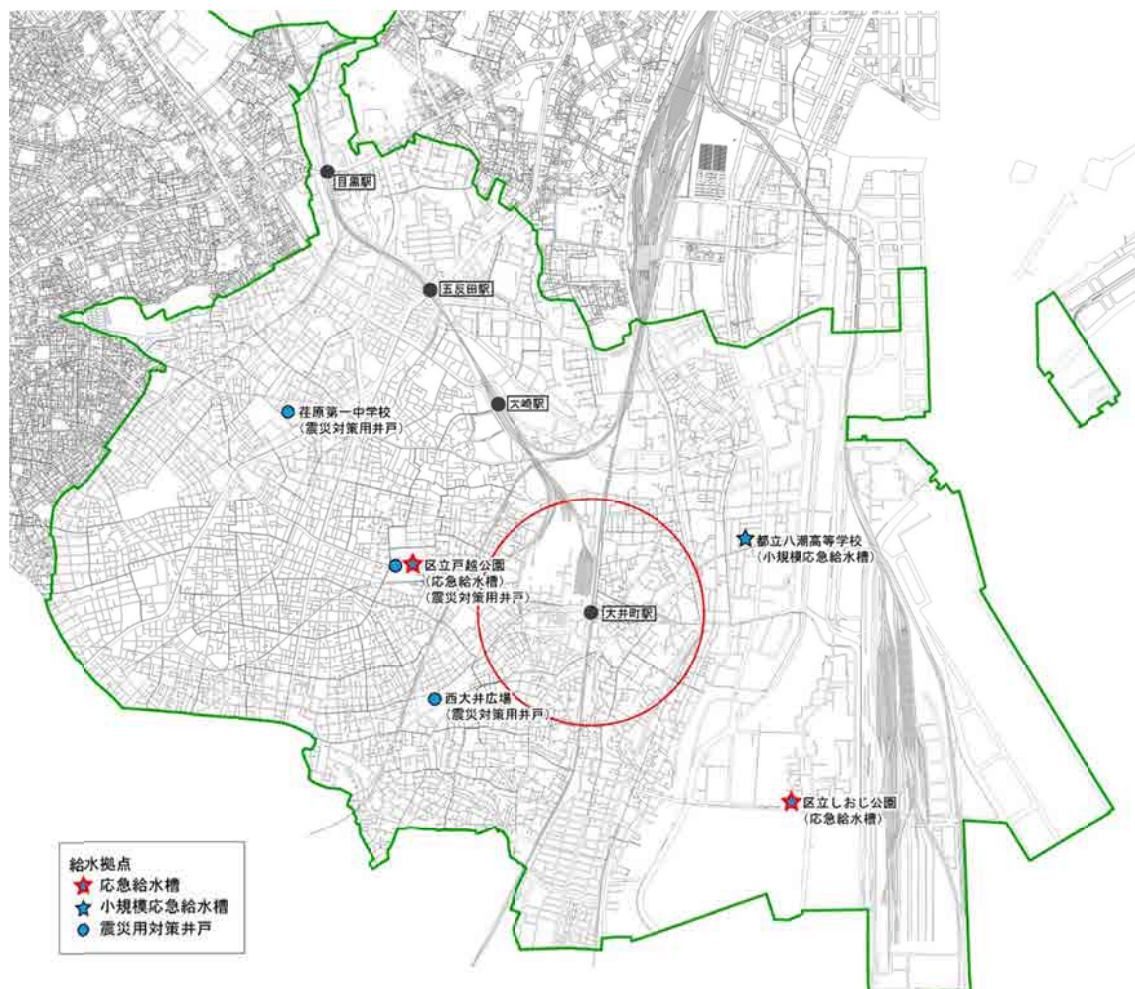 目黒駅
五反田駅
大崎駅
荏原第一中学校
(震災対策用井戸)
都立八潮高等学校
(小規模応急給水槽)
区立戸越公園
(応急給水槽)
(震災対策用井戸)
大井町駅
西大井広場
(震災対策用井戸)
区立しおじ公園
(応急給水槽)
給水拠点
応急給水槽
小規模応急給水槽
震災用対策井戸